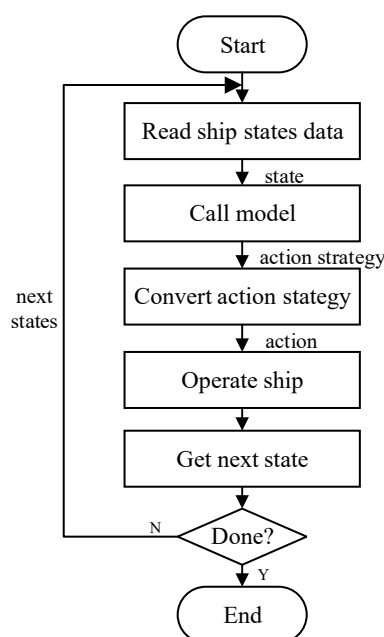 Start
Read ship states data
state
Call model
action strategy
Convert action stategy
action
next
states
Operate ship
Get next state
N
Done?
Y
End